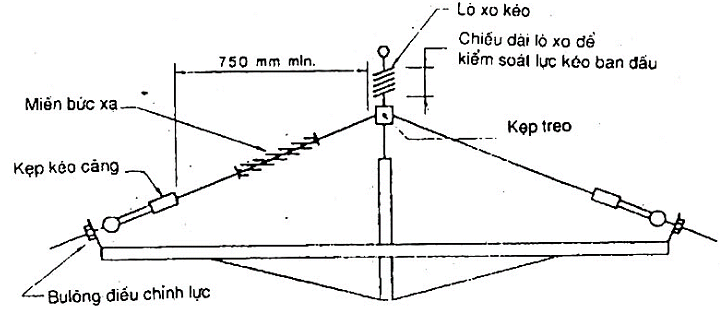 Lò xo kéo
Chiều dài lò xo để
kiểm soát lực kéo ban đầu
750 mm min.
Miền bức xạ
Kẹp treo
Kẹp kéo căng
Bulông điều chỉnh lực